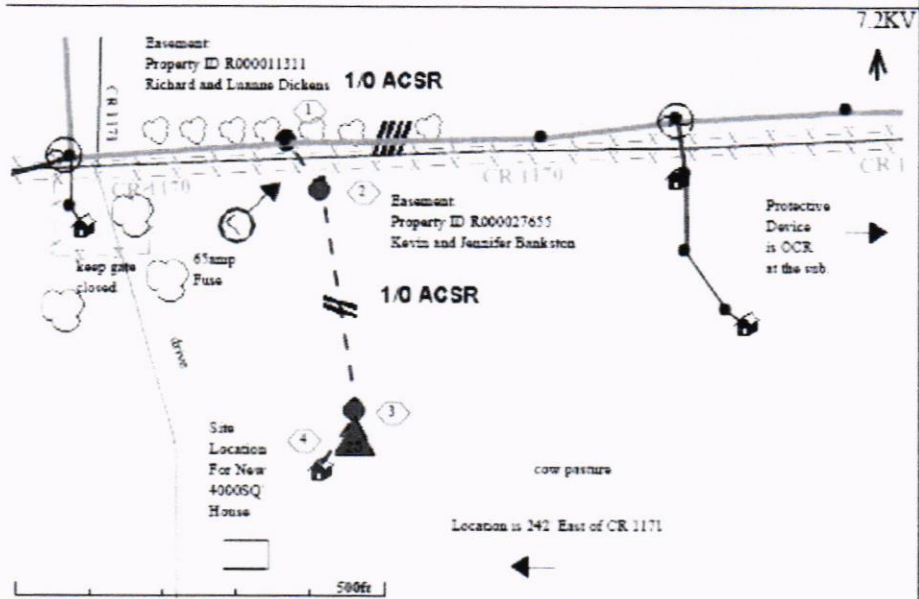 7.2KV
Easement
Property ID R000011311
Richard and Luanne Dickens
1/0 ACSR
CR 1171
1
CR 1170
CR 1170
CR 1
2
Easement
Property ID R000027655
Kevin and Jennifer Bankston
Protective
Device
is OCR
at the sub.
keep gate
closed
65amp
Fuse
1/0 ACSR
drive
3
4
Site
Location
For New
4000SQ'
House
cow pasture
Location is 242 East of CR 1171
500ft